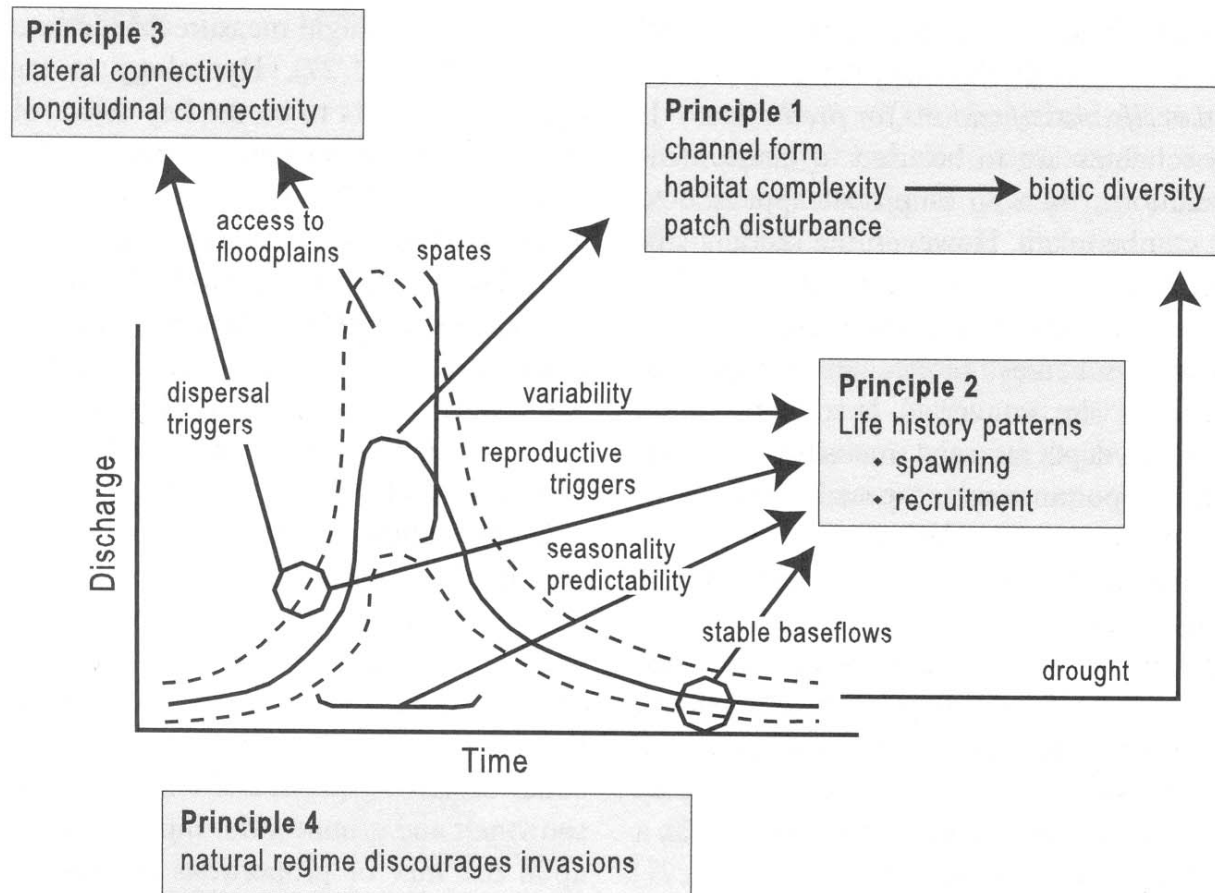 Principle 3
lateral connectivity
longitudinal connectivity
Principle 1
channel form
habitat complexity
biotic diversity
patch disturbance
access to
floodplains
spates
dispersal
triggers
variability
reproductive
triggers
Principle 2
Life history patterns
• spawning
• recruitment
seasonality
predictability
stable baseflows
drought
Discharge
Time
Principle 4
natural regime discourages invasions